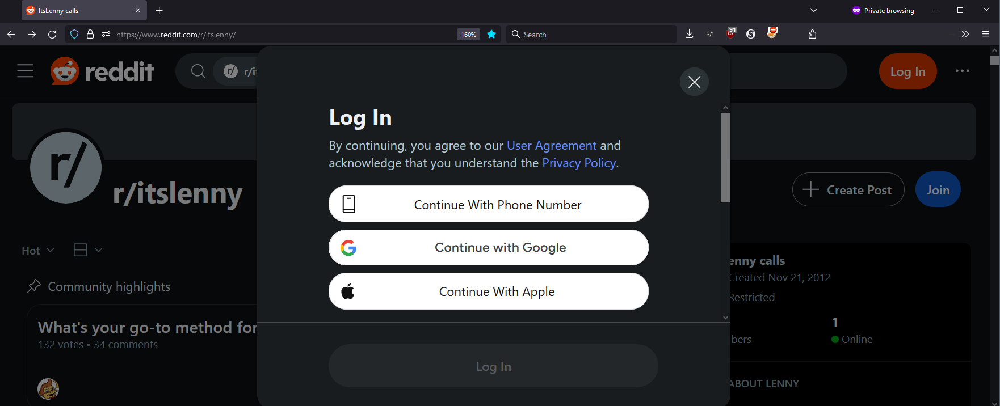 ItsLenny calls
Private browsing
https://www.reddit.com/r/itslenny/
160%
Search
91
reddit
r/
Log In
Log In
By continuing, you agree to our User Agreement and
acknowledge that you understand the Privacy Policy.
Continue With Phone Number
Continue with Google
Continue With Apple
Log In
r/
r/itslenny
Create Post
Join
Hot
Community highlights
What's your go-to method for
132 votes • 34 comments
calls
Created Nov 21, 2012
Restricted
1
Online
ABOUT LENNY